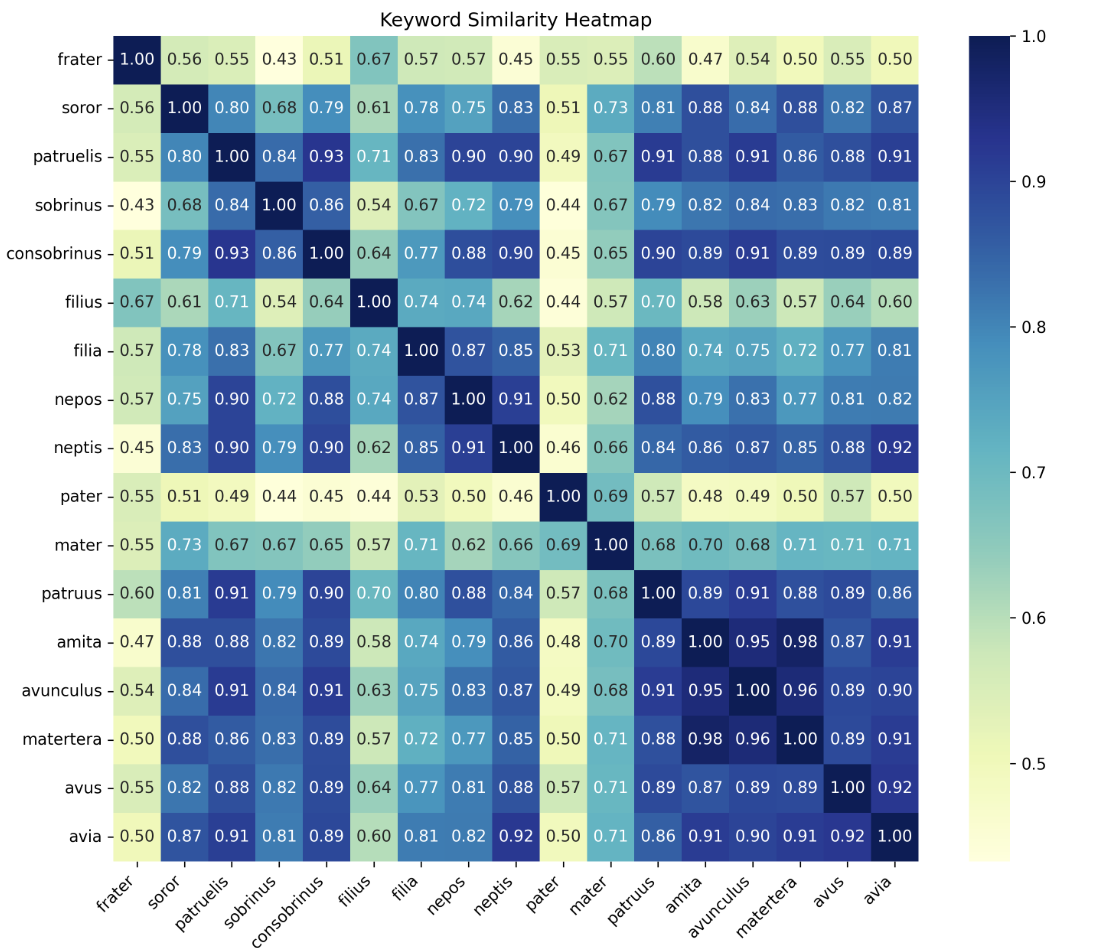 Keyword Similarity Heatmap
frater 1.00 0.56 0.55 0.43 0.51 0.67 0.57 0.57 0.45 0.55 0.55 0.60 0.47 0.54 0.50 0.55 0.50
soror 0.56 1.00 0.80 0.68 0.79 0.61 0.78 0.75 0.83 0.51 0.73 0.81 0.88 0.84 0.88 0.82 0.87
patruelis 0.55 0.80 1.00 0.84 0.93 0.71 0.83 0.90 0.90 0.49 0.67 0.91 0.88 0.91 0.86 0.88 0.91
sobrinus 0.43 0.68 0.84 1.00 0.86 0.54 0.67 0.72 0.79 0.44 0.67 0.79 0.82 0.84 0.83 0.82 0.81
consobrinus 0.51 0.79 0.93 0.86 1.00 0.64 0.77 0.88 0.90 0.45 0.65 0.90 0.89 0.91 0.89 0.89 0.89
filius 0.67 0.61 0.71 0.54 0.64 1.00 0.74 0.74 0.62 0.44 0.57 0.70 0.58 0.63 0.57 0.64 0.60
filia 0.57 0.78 0.83 0.67 0.77 0.74 1.00 0.87 0.85 0.53 0.71 0.80 0.74 0.75 0.72 0.77 0.81
nepos 0.57 0.75 0.90 0.72 0.88 0.74 0.87 1.00 0.91 0.50 0.62 0.88 0.79 0.83 0.77 0.81 0.82
neptis 0.45 0.83 0.90 0.79 0.90 0.62 0.85 0.91 1.00 0.46 0.66 0.84 0.86 0.87 0.85 0.88 0.92
pater 0.55 0.51 0.49 0.44 0.45 0.44 0.53 0.50 0.46 1.00 0.69 0.57 0.48 0.49 0.50 0.57 0.50
mater 0.55 0.73 0.67 0.67 0.65 0.57 0.71 0.62 0.66 0.69 1.00 0.68 0.70 0.68 0.71 0.71 0.71
patruus 0.60 0.81 0.91 0.79 0.90 0.70 0.80 0.88 0.84 0.57 0.68 1.00 0.89 0.91 0.88 0.89 0.86
amita 0.47 0.88 0.88 0.82 0.89 0.58 0.74 0.79 0.86 0.48 0.70 0.89 1.00 0.95 0.98 0.87 0.91
avunculus 0.54 0.84 0.91 0.84 0.91 0.63 0.75 0.83 0.87 0.49 0.68 0.91 0.95 1.00 0.96 0.89 0.90
matertera 0.50 0.88 0.86 0.83 0.89 0.57 0.72 0.77 0.85 0.50 0.71 0.88 0.98 0.96 1.00 0.89 0.91
avus 0.55 0.82 0.88 0.82 0.89 0.64 0.77 0.81 0.88 0.57 0.71 0.89 0.87 0.89 0.89 1.00 0.92
avia 0.50 0.87 0.91 0.81 0.89 0.60 0.81 0.82 0.92 0.50 0.71 0.86 0.91 0.90 0.91 0.92 1.00
frater soror patruelis sobrinus consobrinus filius filia nepos neptis pater mater patruus amita avunculus matertera avus avia
1.0
0.9
0.8
0.7
0.6
0.5